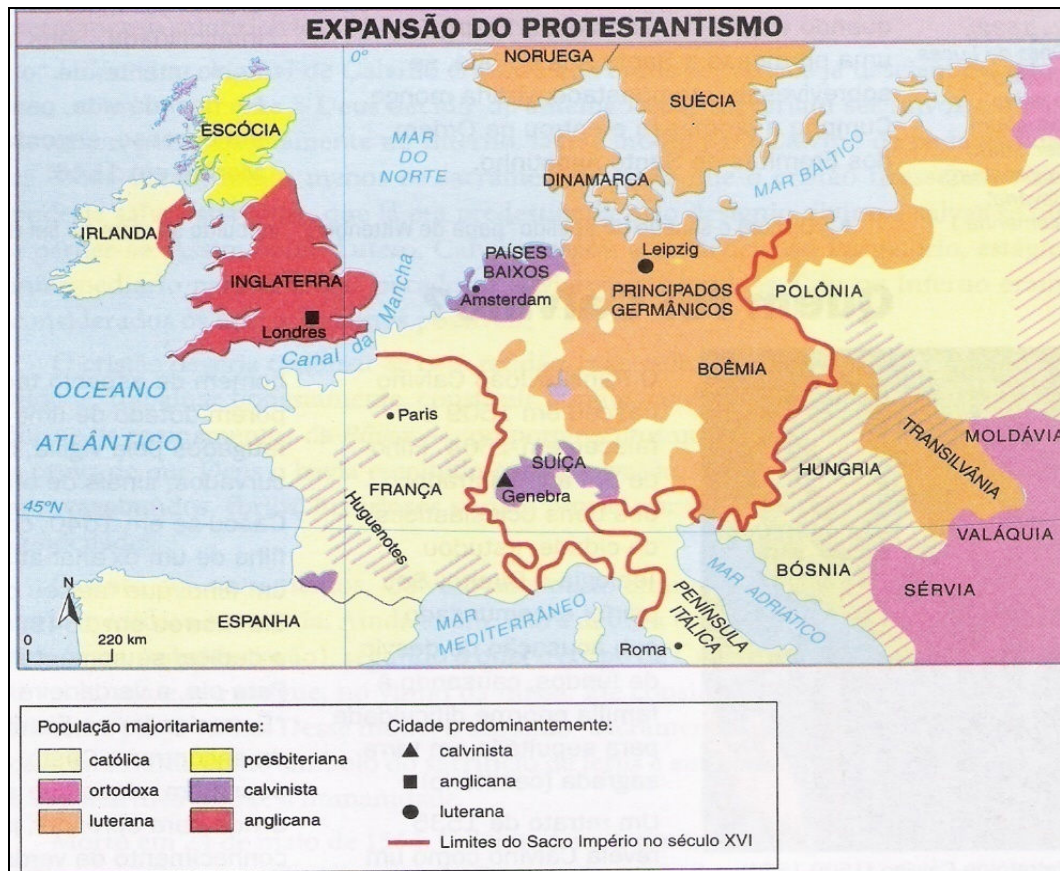 EXPANSÃO DO PROTESTANTISMO
0°
NORUEGA
SUÉCIA
ESCÓCIA
MAR
DO
NORTE
DINAMARCA
MAR BÁLTICO
IRLANDA
PAÍSES
BAIXOS
Leipzig
INGLATERRA
Amsterdam
PRINCIPADOS
GERMÂNICOS
POLÔNIA
Londres
Canal da Mancha
BOÊMIA
OCEANO
ATLÂNTICO
Paris
TRANSILVÂNIA
MOLDÁVIA
SUÍÇA
HUNGRIA
FRANÇA
Genebra
45°N
Huguenotes
VALÁQUIA
BÓSNIA
SÉRVIA
N
MAR ADRIÁTICO
PENÍNSULA
ITÁLICA
0 220 km
ESPANHA
MAR
MEDITERRÂNEO
Roma
População majoritariamente:
católica
presbiteriana
ortodoxa
calvinista
luterana
anglicana
Cidade predominantemente:
calvinista
anglicana
luterana
Limites do Sacro Império no século XVI